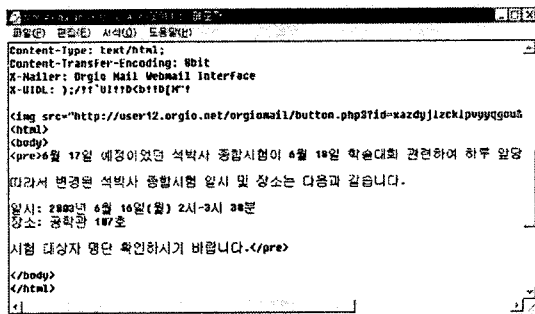 파일(F) 편집(E) 서식(O) 도움말(H)
Content-Type: text/html;
Content-Transfer-Encoding: 8bit
X-Mailer: Orgio Mail Webmail Interface
X-UIDL:
<img src="http://user12.orgio.net/orgiomail/button.php3?id=
<html>
<body>
<pre>6월 17일 예정이었던 석박사 종합시험이 6월 18일 학술대회 관련하여 하루 앞당
따라서 변경된 석박사 종합시험 일시 및 장소는 다음과 같습니다.
일시: 2003년 6월 16일(월) 2시-3시 30분
장소: 공학관 107호
시험 대상자 명단 확인하시기 바랍니다.</pre>
</body>
</html>